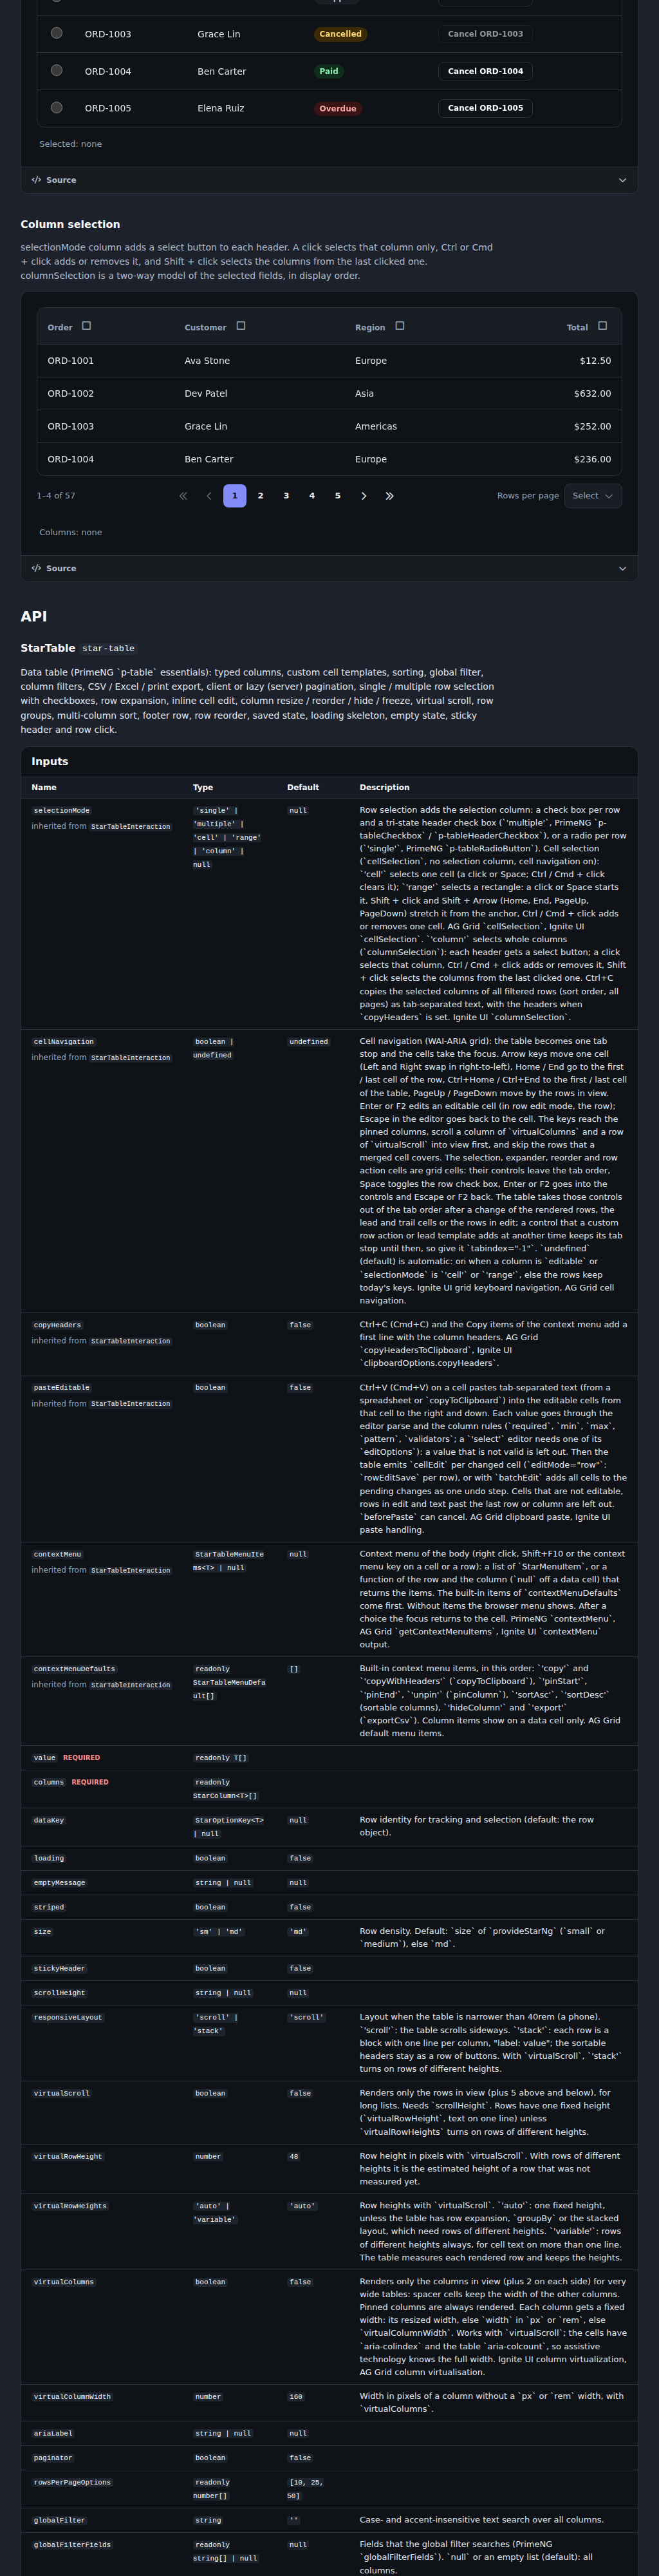 ORD-1003 Grace Lin Cancelled Cancel ORD-1003
ORD-1004 Ben Carter Paid Cancel ORD-1004
ORD-1005 Elena Ruiz Overdue Cancel ORD-1005
Selected: none
Source
Column selection
selectionMode column adds a select button to each header. A click selects that column only, Ctrl or Cmd
+ click adds or removes it, and Shift + click selects the columns from the last clicked one.
columnSelection is a two-way model of the selected fields, in display order.
Order Customer Region Total
ORD-1001 Ava Stone Europe $12.50
ORD-1002 Dev Patel Asia $632.00
ORD-1003 Grace Lin Americas $252.00
ORD-1004 Ben Carter Europe $236.00
1–4 of 57 1 2 3 4 5 Rows per page Select
Columns: none
Source
API
StarTable star-table
Data table (PrimeNG `p-table` essentials): typed columns, custom cell templates, sorting, global filter,
column filters, CSV / Excel / print export, client or lazy (server) pagination, single / multiple row selection
with checkboxes, row expansion, inline cell edit, column resize / reorder / hide / freeze, virtual scroll, row
groups, multi-column sort, footer row, row reorder, saved state, loading skeleton, empty state, sticky
header and row click.
Inputs
Name Type Default Description
selectionMode
inherited from StarTableInteraction
'single' |
'multiple' |
'cell' | 'range'
| 'column' |
null
null
Row selection adds the selection column: a check box per row
and a tri-state header check box (`'multiple'`, PrimeNG `p-
tableCheckbox` / `p-tableHeaderCheckbox`), or a radio per row
(`'single'`, PrimeNG `p-tableRadioButton`). Cell selection
(`cellSelection`, no selection column, cell navigation on):
`'cell'` selects one cell (a click or Space; Ctrl / Cmd + click
clears it); `'range'` selects a rectangle: a click or Space starts
it, Shift + click and Shift + Arrow (Home, End, PageUp,
PageDown) stretch it from the anchor, Ctrl / Cmd + click adds
or removes one cell. AG Grid `cellSelection`, Ignite UI
`cellSelection`. `'column'` selects whole columns
(`columnSelection`): each header gets a select button; a click
selects that column, Ctrl / Cmd + click adds or removes it, Shift
+ click selects the columns from the last clicked one. Ctrl+C
copies the selected columns of all filtered rows (sort order, all
pages) as tab-separated text, with the headers when
`copyHeaders` is set. Ignite UI `columnSelection`.
cellNavigation
inherited from StarTableInteraction
boolean |
undefined
undefined
Cell navigation (WAI-ARIA grid): the table becomes one tab
stop and the cells take the focus. Arrow keys move one cell
(Left and Right swap in right-to-left), Home / End go to the first
/ last cell of the row, Ctrl+Home / Ctrl+End to the first / last cell
of the table, PageUp / PageDown move by the rows in view.
Enter or F2 edits an editable cell (in row edit mode, the row);
Escape in the editor goes back to the cell. The keys reach the
pinned columns, scroll a column of `virtualColumns` and a row
of `virtualScroll` into view first, and skip the rows that a
merged cell covers. The selection, expander, reorder and row
action cells are grid cells: their controls leave the tab order,
Space toggles the row check box, Enter or F2 goes into the
controls and Escape or F2 back. The table takes those controls
out of the tab order after a change of the rendered rows, the
lead and trail cells or the rows in edit; a control that a custom
row action or lead template adds at another time keeps its tab
stop until then, so give it `tabindex="-1"`. `undefined`
(default) is automatic: on when a column is `editable` or
`selectionMode` is `'cell'` or `'range'`, else the rows keep
today's keys. Ignite UI grid keyboard navigation, AG Grid cell
navigation.
copyHeaders
inherited from StarTableInteraction
boolean
false
Ctrl+C (Cmd+C) and the Copy items of the context menu add a
first line with the column headers. AG Grid
`copyHeadersToClipboard`, Ignite UI
`clipboardOptions.copyHeaders`.
pasteEditable
inherited from StarTableInteraction
boolean
false
Ctrl+V (Cmd+V) on a cell pastes tab-separated text (from a
spreadsheet or `copyToClipboard`) into the editable cells from
that cell to the right and down. Each value goes through the
editor parse and the column rules (`required`, `min`, `max`,
`pattern`, `validators`; a `'select'` editor needs one of its
`editOptions`): a value that is not valid is left out. Then the
table emits `cellEdit` per changed cell (`editMode="row"`:
`rowEditSave` per row), or with `batchEdit` adds all cells to the
pending changes as one undo step. Cells that are not editable,
rows in edit and text past the last row or column are left out.
`beforePaste` can cancel. AG Grid clipboard paste, Ignite UI
paste handling.
contextMenu
inherited from StarTableInteraction
StarTableMenuIte
ms<T> | null
null
Context menu of the body (right click, Shift+F10 or the context
menu key on a cell or a row): a list of `StarMenuItem`, or a
function of the row and the column (`null` off a data cell) that
returns the items. The built-in items of `contextMenuDefaults`
come first. Without items the browser menu shows. After a
choice the focus returns to the cell. PrimeNG `contextMenu`,
AG Grid `getContextMenuItems`, Ignite UI `contextMenu`
output.
contextMenuDefaults
inherited from StarTableInteraction
readonly
StarTableMenuDefa
ult[]
[]
Built-in context menu items, in this order: `'copy'` and
`'copyWithHeaders'` (`copyToClipboard`), `'pinStart'`,
`'pinEnd'`, `'unpin'` (`pinColumn`), `'sortAsc'`, `'sortDesc'`
(sortable columns), `'hideColumn'` and `'export'`
(`exportCsv`). Column items show on a data cell only. AG Grid
default menu items.
value REQUIRED readonly T[]
columns REQUIRED
readonly
StarColumn<T>[]
dataKey
StarOptionKey<T>
| null
null
Row identity for tracking and selection (default: the row
object).
loading boolean false
emptyMessage string | null null
striped boolean false
size 'sm' | 'md' 'md'
Row density. Default: `size` of `provideStarNg` (`small` or
`medium`), else `md`.
stickyHeader boolean false
scrollHeight string | null null
responsiveLayout
'scroll' |
'stack'
'scroll'
Layout when the table is narrower than 40rem (a phone).
`'scroll'`: the table scrolls sideways. `'stack'`: each row is a
block with one line per column, "label: value"; the sortable
headers stay as a row of buttons. With `virtualScroll`, `'stack'`
turns on rows of different heights.
virtualScroll boolean false
Renders only the rows in view (plus 5 above and below), for
long lists. Needs `scrollHeight`. Rows have one fixed height
(`virtualRowHeight`, text on one line) unless
`virtualRowHeights` turns on rows of different heights.
virtualRowHeight number 48
Row height in pixels with `virtualScroll`. With rows of different
heights it is the estimated height of a row that was not
measured yet.
virtualRowHeights
'auto' |
'variable'
'auto'
Row heights with `virtualScroll`. `'auto'`: one fixed height,
unless the table has row expansion, `groupBy` or the stacked
layout, which need rows of different heights. `'variable'`: rows
of different heights always, for cell text on more than one line.
The table measures each rendered row and keeps the heights.
virtualColumns boolean false
Renders only the columns in view (plus 2 on each side) for very
wide tables: spacer cells keep the width of the other columns.
Pinned columns are always rendered. Each column gets a fixed
width: its resized width, else `width` in `px` or `rem`, else
`virtualColumnWidth`. Works with `virtualScroll`; the cells have
`aria-colindex` and the table `aria-colcount`, so assistive
technology knows the full width. Ignite UI column virtualization,
AG Grid column virtualisation.
virtualColumnWidth number 160
Width in pixels of a column without a `px` or `rem` width, with
`virtualColumns`.
ariaLabel string | null null
paginator boolean false
rowsPerPageOptions
readonly
number[]
[10, 25,
50]
globalFilter string '' Case- and accent-insensitive text search over all columns.
globalFilterFields
readonly
string[] | null
null
Fields that the global filter searches (PrimeNG
`globalFilterFields`). `null` or an empty list (default): all
columns.